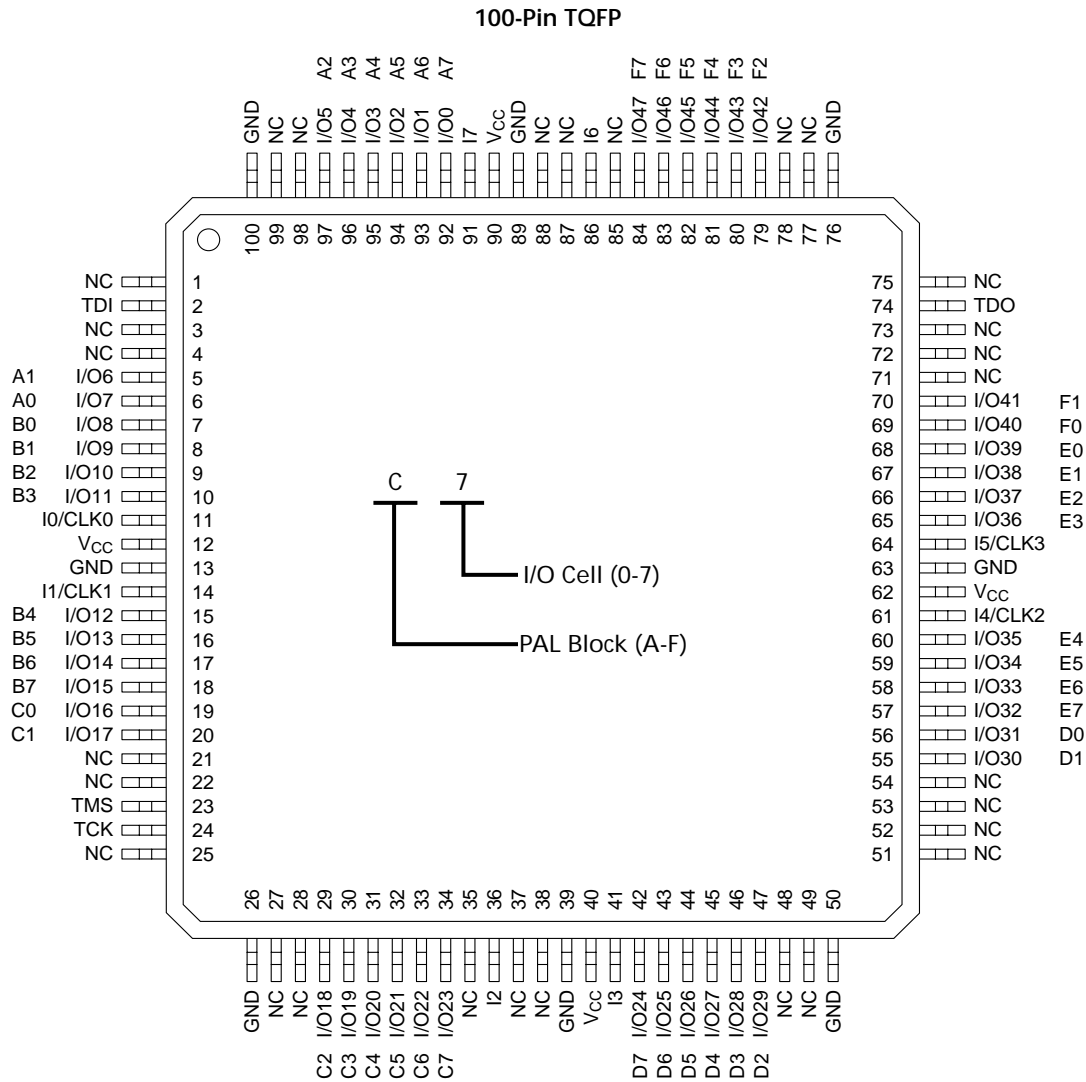 100-Pin TQFP
A2 A3 A4 A5 A6 A7 F7 F6 F5 F4 F3 F2
GND NC NC I/O5 I/O4 I/O3 I/O2 I/O1 I/O0 I7 VCC GND NC NC I6 NC I/O47 I/O46 I/O45 I/O44 I/O43 I/O42 NC NC GND
100 99 98 97 96 95 94 93 92 91 90 89 88 87 86 85 84 83 82 81 80 79 78 77 76
NC 1 75 NC
TDI 2 74 TDO
NC 3 73 NC
NC 4 72 NC
A1 I/O6 5 71 NC
A0 I/O7 6 70 I/O41 F1
B0 I/O8 7 69 I/O40 F0
B1 I/O9 8 68 I/O39 E0
B2 I/O10 9 67 I/O38 E1
B3 I/O11 10 66 I/O37 E2
I0/CLK0 11 65 I/O36 E3
VCC 12 64 I5/CLK3
GND 13 63 GND
I1/CLK1 14 62 VCC
B4 I/O12 15 61 I4/CLK2
B5 I/O13 16 60 I/O35 E4
B6 I/O14 17 59 I/O34 E5
B7 I/O15 18 58 I/O33 E6
C0 I/O16 19 57 I/O32 E7
C1 I/O17 20 56 I/O31 D0
NC 21 55 I/O30 D1
NC 22 54 NC
TMS 23 53 NC
TCK 24 52 NC
NC 25 51 NC
C 7
I/O Cell (0-7)
PAL Block (A-F)
26 27 28 29 30 31 32 33 34 35 36 37 38 39 40 41 42 43 44 45 46 47 48 49 50
GND NC NC I/O18 I/O19 I/O20 I/O21 I/O22 I/O23 NC I2 NC NC GND VCC I3 I/O24 I/O25 I/O26 I/O27 I/O28 I/O29 NC NC GND
C2 C3 C4 C5 C6 C7 D7 D6 D5 D4 D3 D2